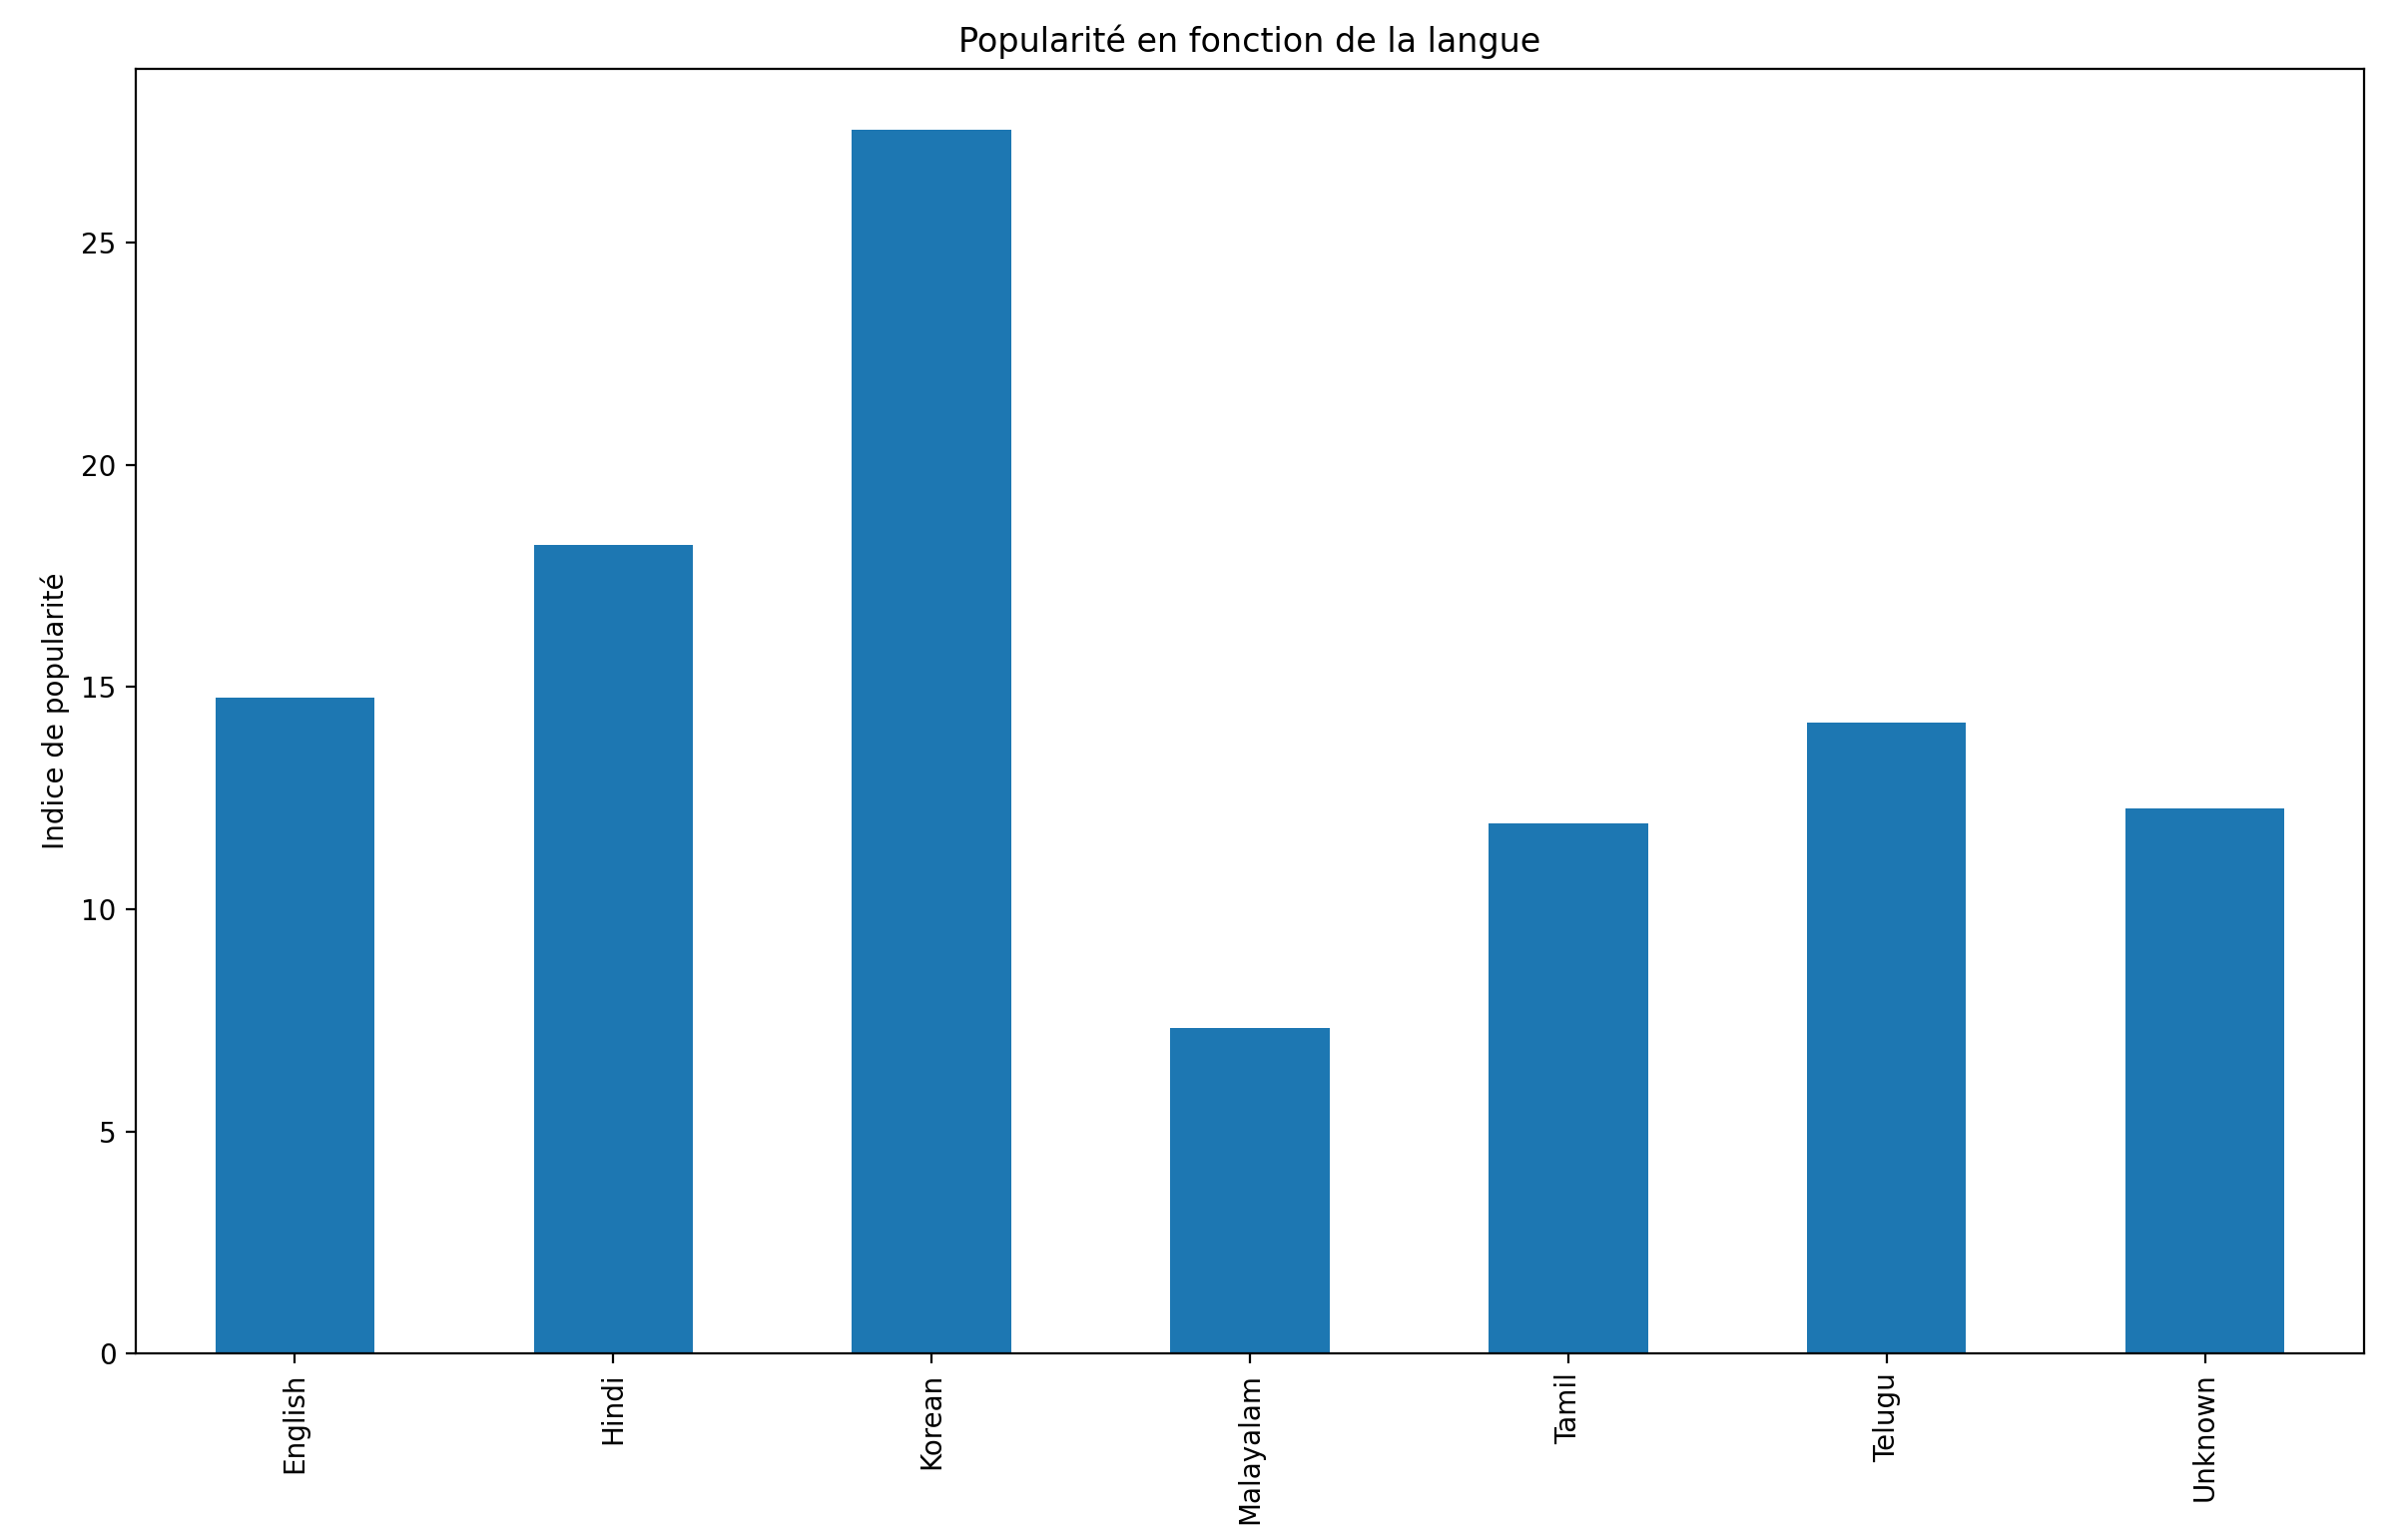 Popularité en fonction de la langue
Indice de popularité
25
20
15
10
5
0
English
Hindi
Korean
Malayalam
Tamil
Telugu
Unknown